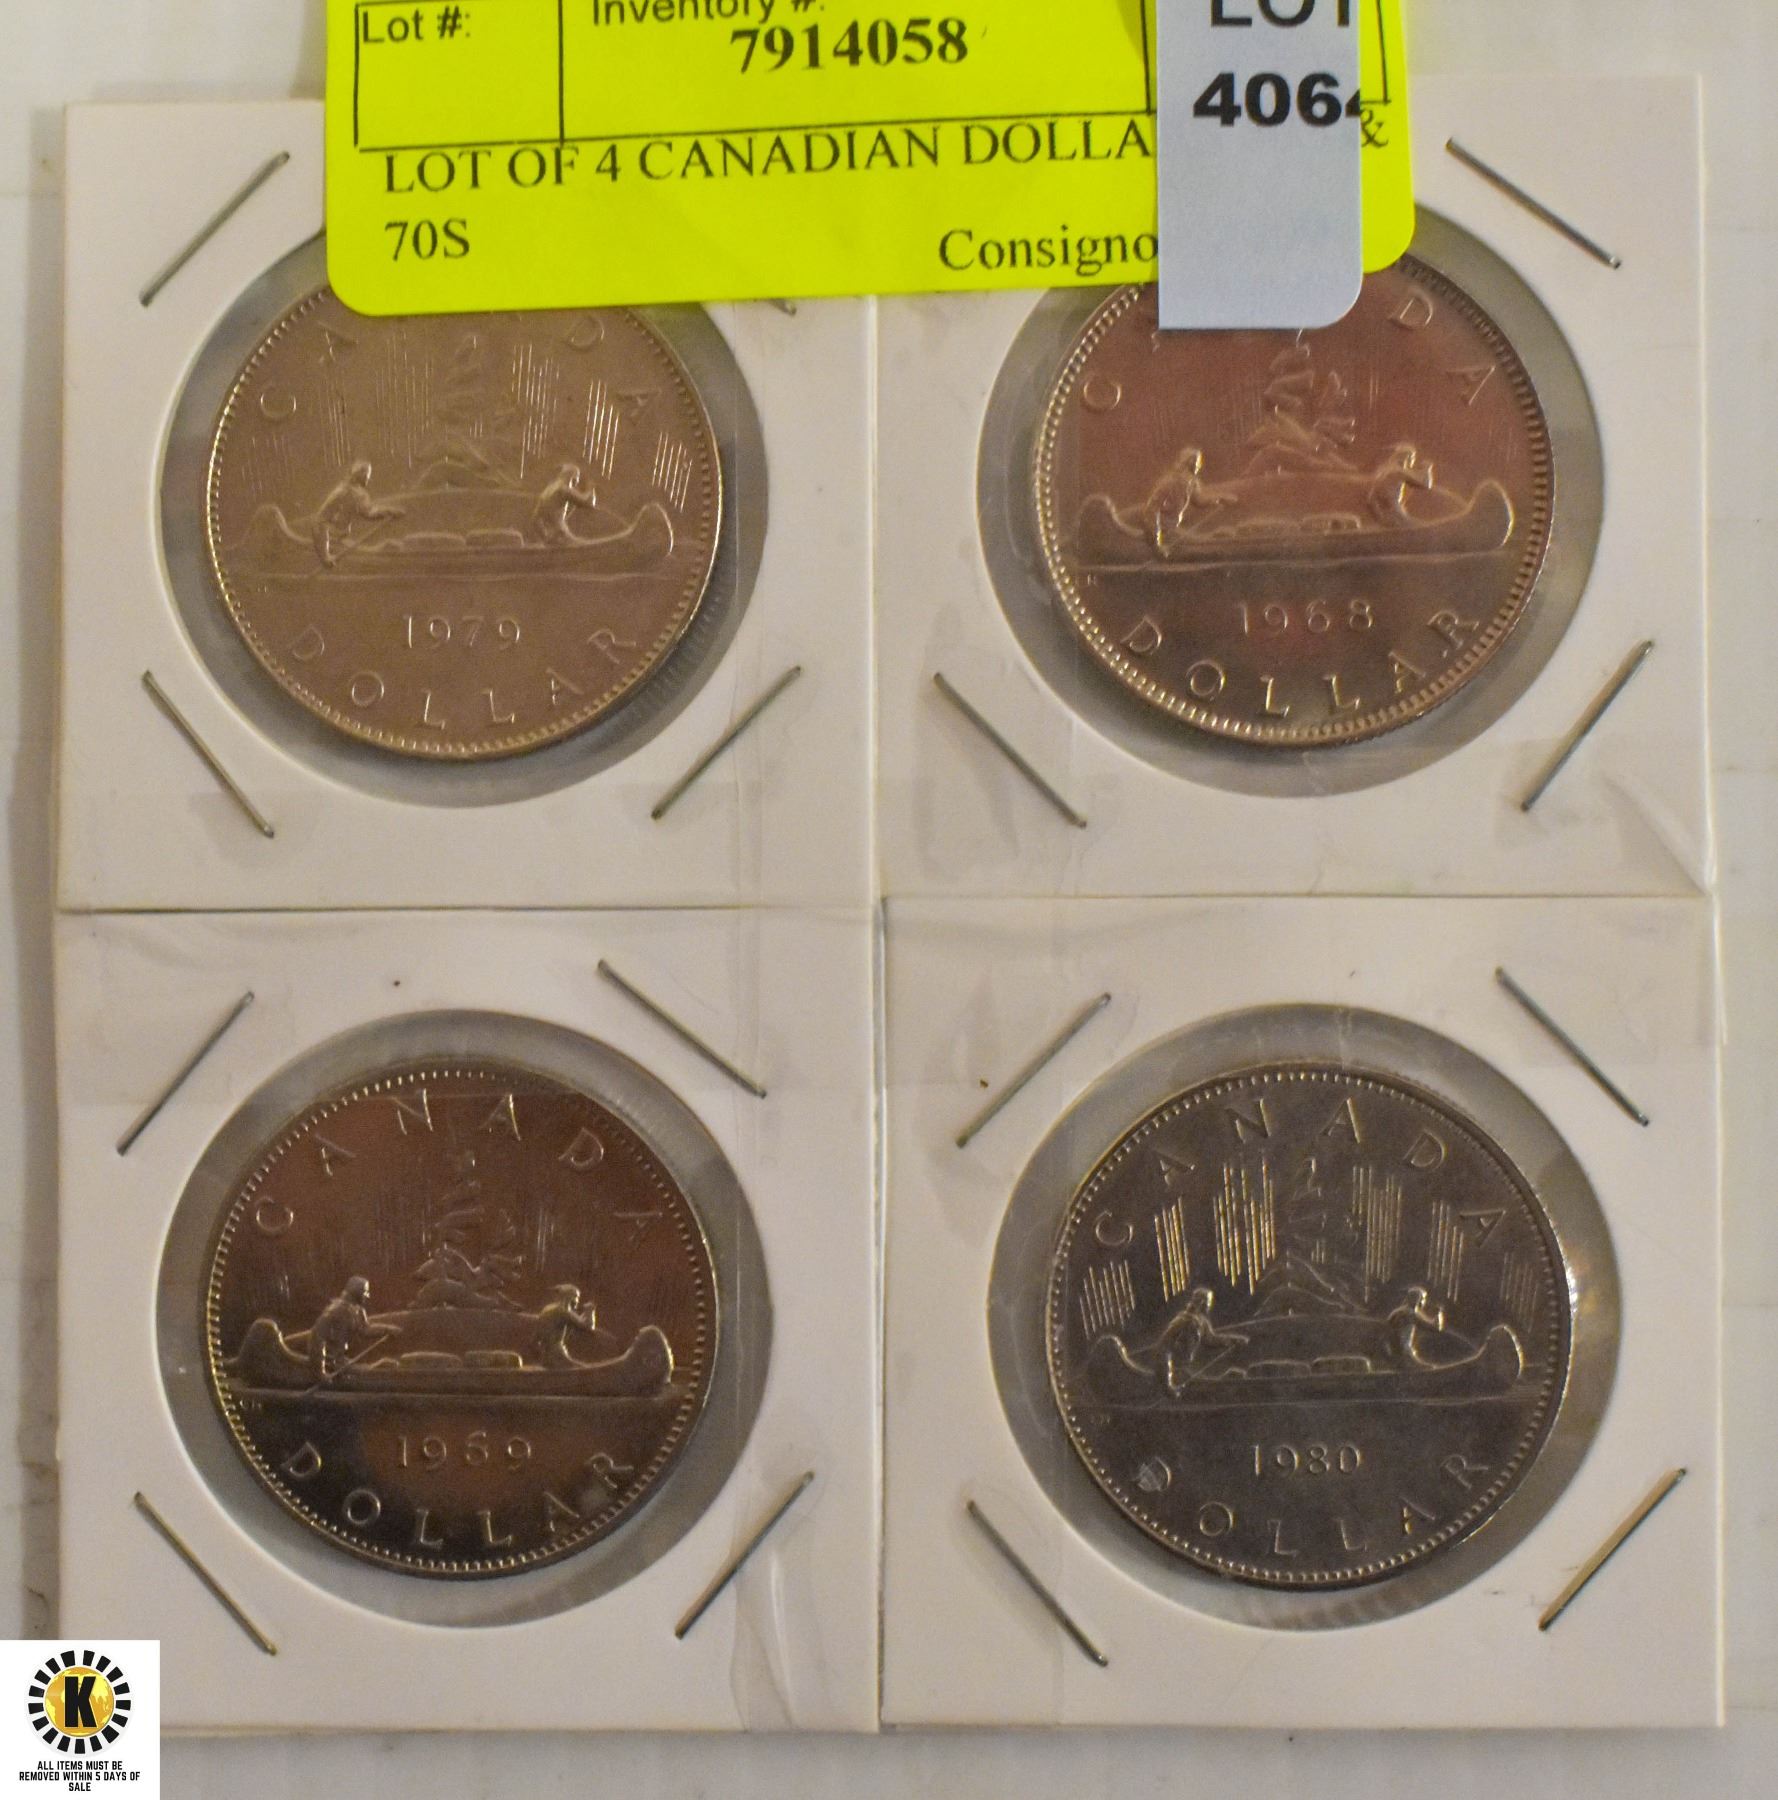 Lot #:
Inventory #:
7914058
LOT
406
LOT OF 4 CANADIAN DOLLA
&
70S
Consigno
CANADA
1979
DOLLAR
CANADA
1968
DOLLAR
CANADA
1969
DOLLAR
CANADA
1980
DOLLAR
K
ALL ITEMS MUST BE
REMOVED WITHIN 5 DAYS OF
SALE